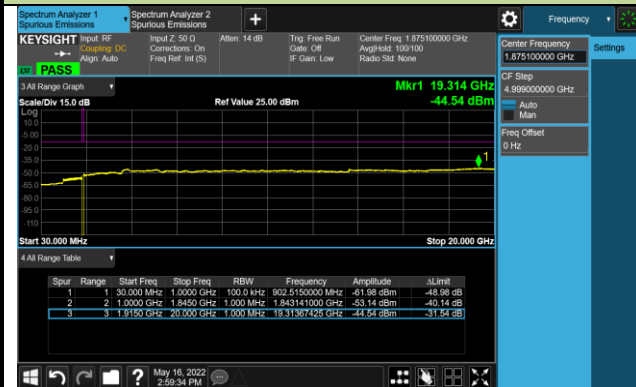 Spectrum Analyzer 1
Spurious Emissions
Spectrum Analyzer 2
Spurious Emissions
+
Frequency
KEYSIGHT
Input: RF
Coupling: DC
Align: Auto
Input Z: 50 Ω
Corrections: On
Freq Ref: Int (S)
Atten: 14 dB
Trig: Free Run
Gate: Off
IF Gain: Low
Center Freq: 1.875100000 GHz
Avg|Hold: 100/100
Radio Std: None
PASS
Center Frequency
1.875100000 GHz
Settings
CF Step
4.999000000 GHz
Auto
Man
Freq Offset
0 Hz
3 All Range Graph
Mkr1 19.314 GHz
-44.54 dBm
Scale/Div 15.0 dB
Ref Value 25.00 dBm
Log
10.0
-5.00
-20.0
-35.0
-50.0
-65.0
-80.0
-95.0
-110
1
Start 30.000 MHz
Stop 20.000 GHz
4 All Range Table
Spur Range Start Freq Stop Freq RBW Frequency Amplitude ΔLimit
1 1 30.000 MHz 1.0000 GHz 100.0 kHz 902.5150000 MHz -61.98 dBm -48.98 dB
2 2 1.0000 GHz 1.8450 GHz 1.000 MHz 1.843141000 GHz -53.14 dBm -40.14 dB
3 3 1.9150 GHz 20.000 GHz 1.000 MHz 19.31367425 GHz -44.54 dBm -31.54 dB
?
May 16, 2022
2:59:34 PM